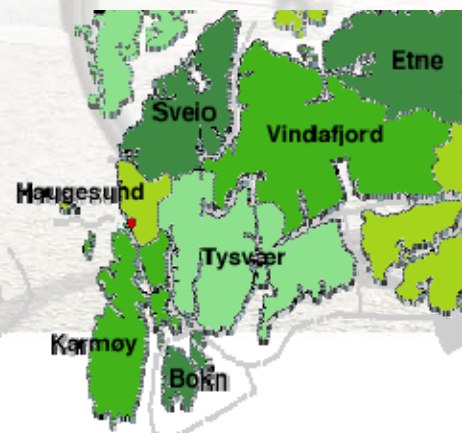 Etne
Sveio
Vindafjord
Haugesund
Tysvær
Karmøy
Bokn